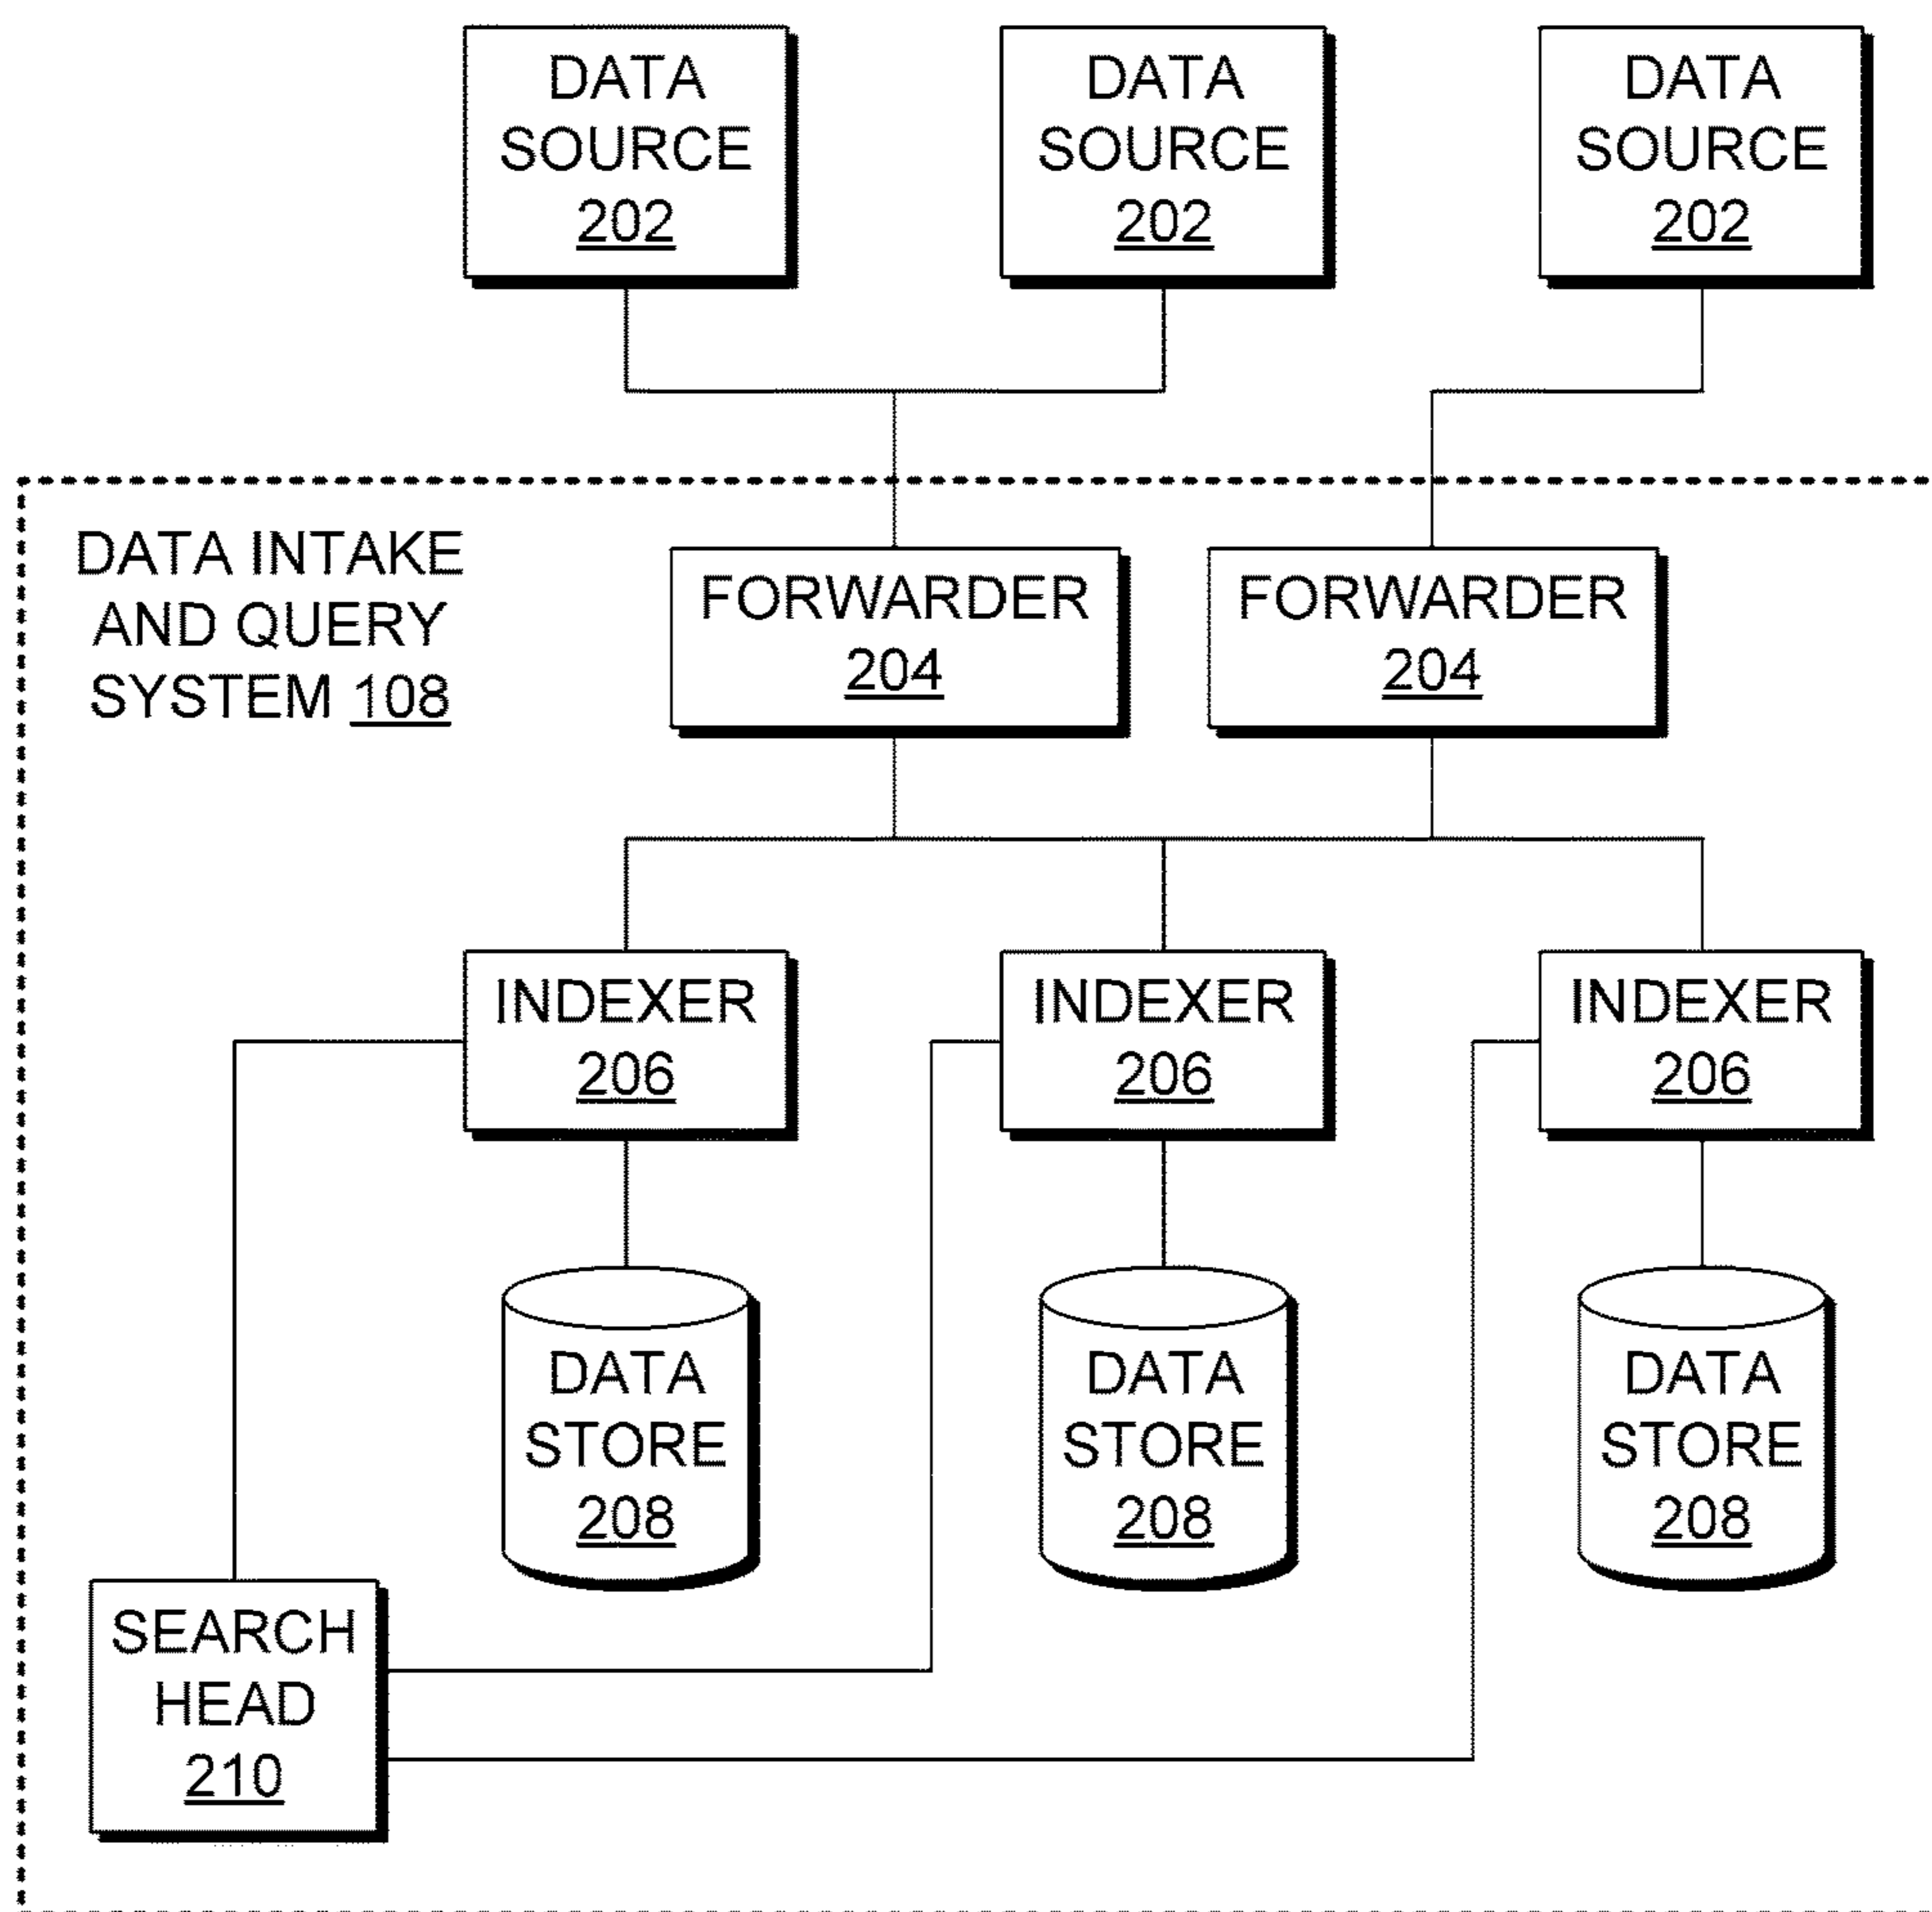 DATA
SOURCE
202
DATA
SOURCE
202
DATA
SOURCE
202
DATA INTAKE
AND QUERY
SYSTEM 108
FORWARDER
204
FORWARDER
204
INDEXER
206
INDEXER
206
INDEXER
206
DATA
STORE
208
DATA
STORE
208
DATA
STORE
208
SEARCH
HEAD
210